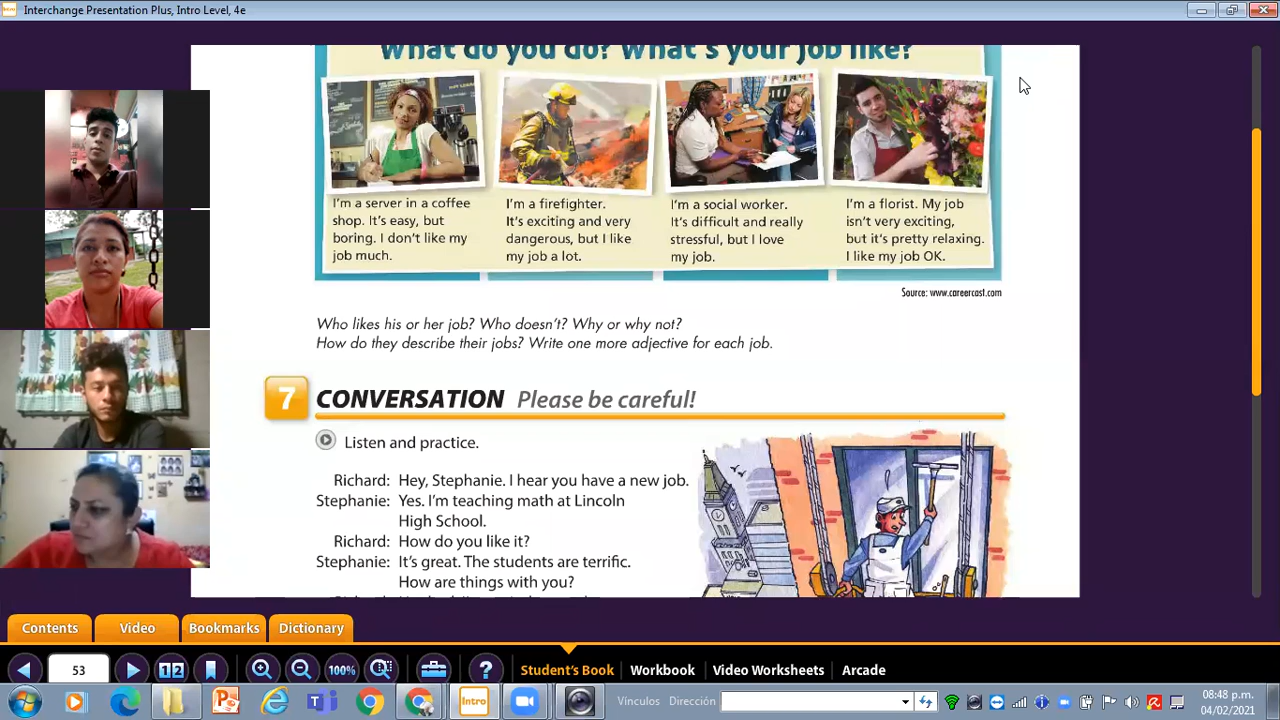 Interchange Presentation Plus, Intro Level, 4e
What do you do? What's your job like?
I'm a server in a coffee
shop. It's easy, but
boring. I don't like my
job much.
I'm a firefighter.
It's exciting and very
dangerous, but I like
my job a lot.
I'm a social worker.
It's difficult and really
stressful, but I love
my job.
I'm a florist. My job
isn't very exciting,
but it's pretty relaxing.
I like my job OK.
Source: www.careercast.com
Who likes his or her job? Who doesn't? Why or why not?
How do they describe their jobs? Write one more adjective for each job.
7 CONVERSATION Please be careful!
Listen and practice.
Richard: Hey, Stephanie. I hear you have a new job.
Stephanie: Yes. I'm teaching math at Lincoln
High School.
Richard: How do you like it?
Stephanie: It's great. The students are terrific.
How are things with you?
Contents Video Bookmarks Dictionary
53 12 100% ? Student's Book Workbook Video Worksheets Arcade
Intro Vínculos Dirección 08:48 p.m.
04/02/2021